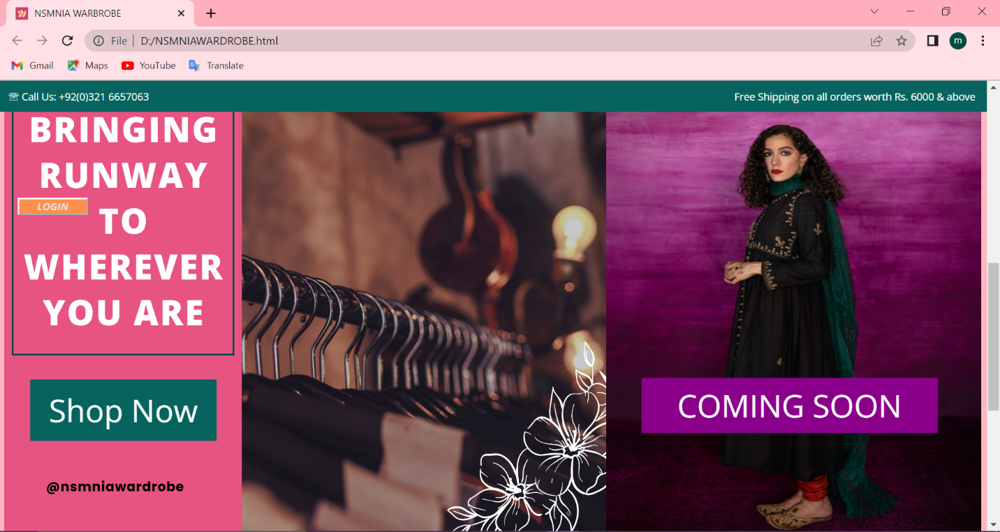 NSMNIA WARBROBE
File
D:/NSMNIAWARDROBE.html
m
Gmail
Maps
YouTube
Translate
☏ Call Us: +92(0)321 6657063
Free Shipping on all orders worth Rs. 6000 & above
BRINGING
RUNWAY
LOGIN
TO
WHEREVER
YOU ARE
Shop Now
COMING SOON
@nsmniawardrobe